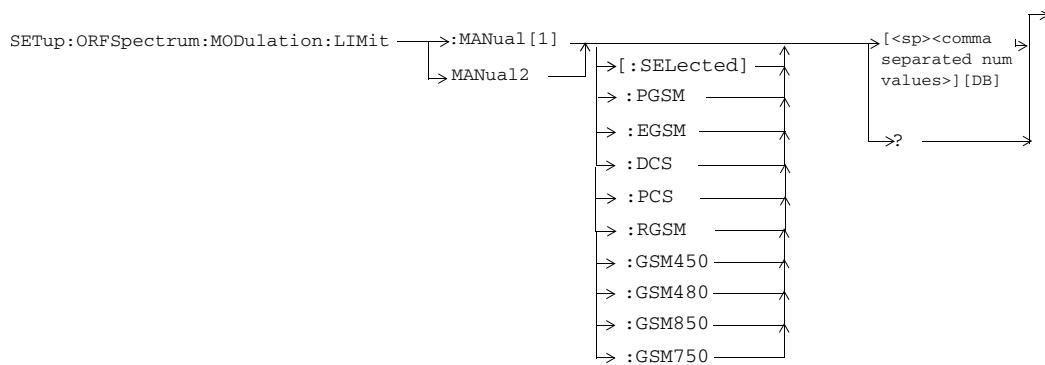 SETup:ORFSpectrum:MODulation:LIMit
:MANual[1]
MANual2
[:SELected]
:PGSM
:EGSM
:DCS
:PCS
:RGSM
:GSM450
:GSM480
:GSM850
:GSM750
[<sp><comma
separated num
values>][DB]
?